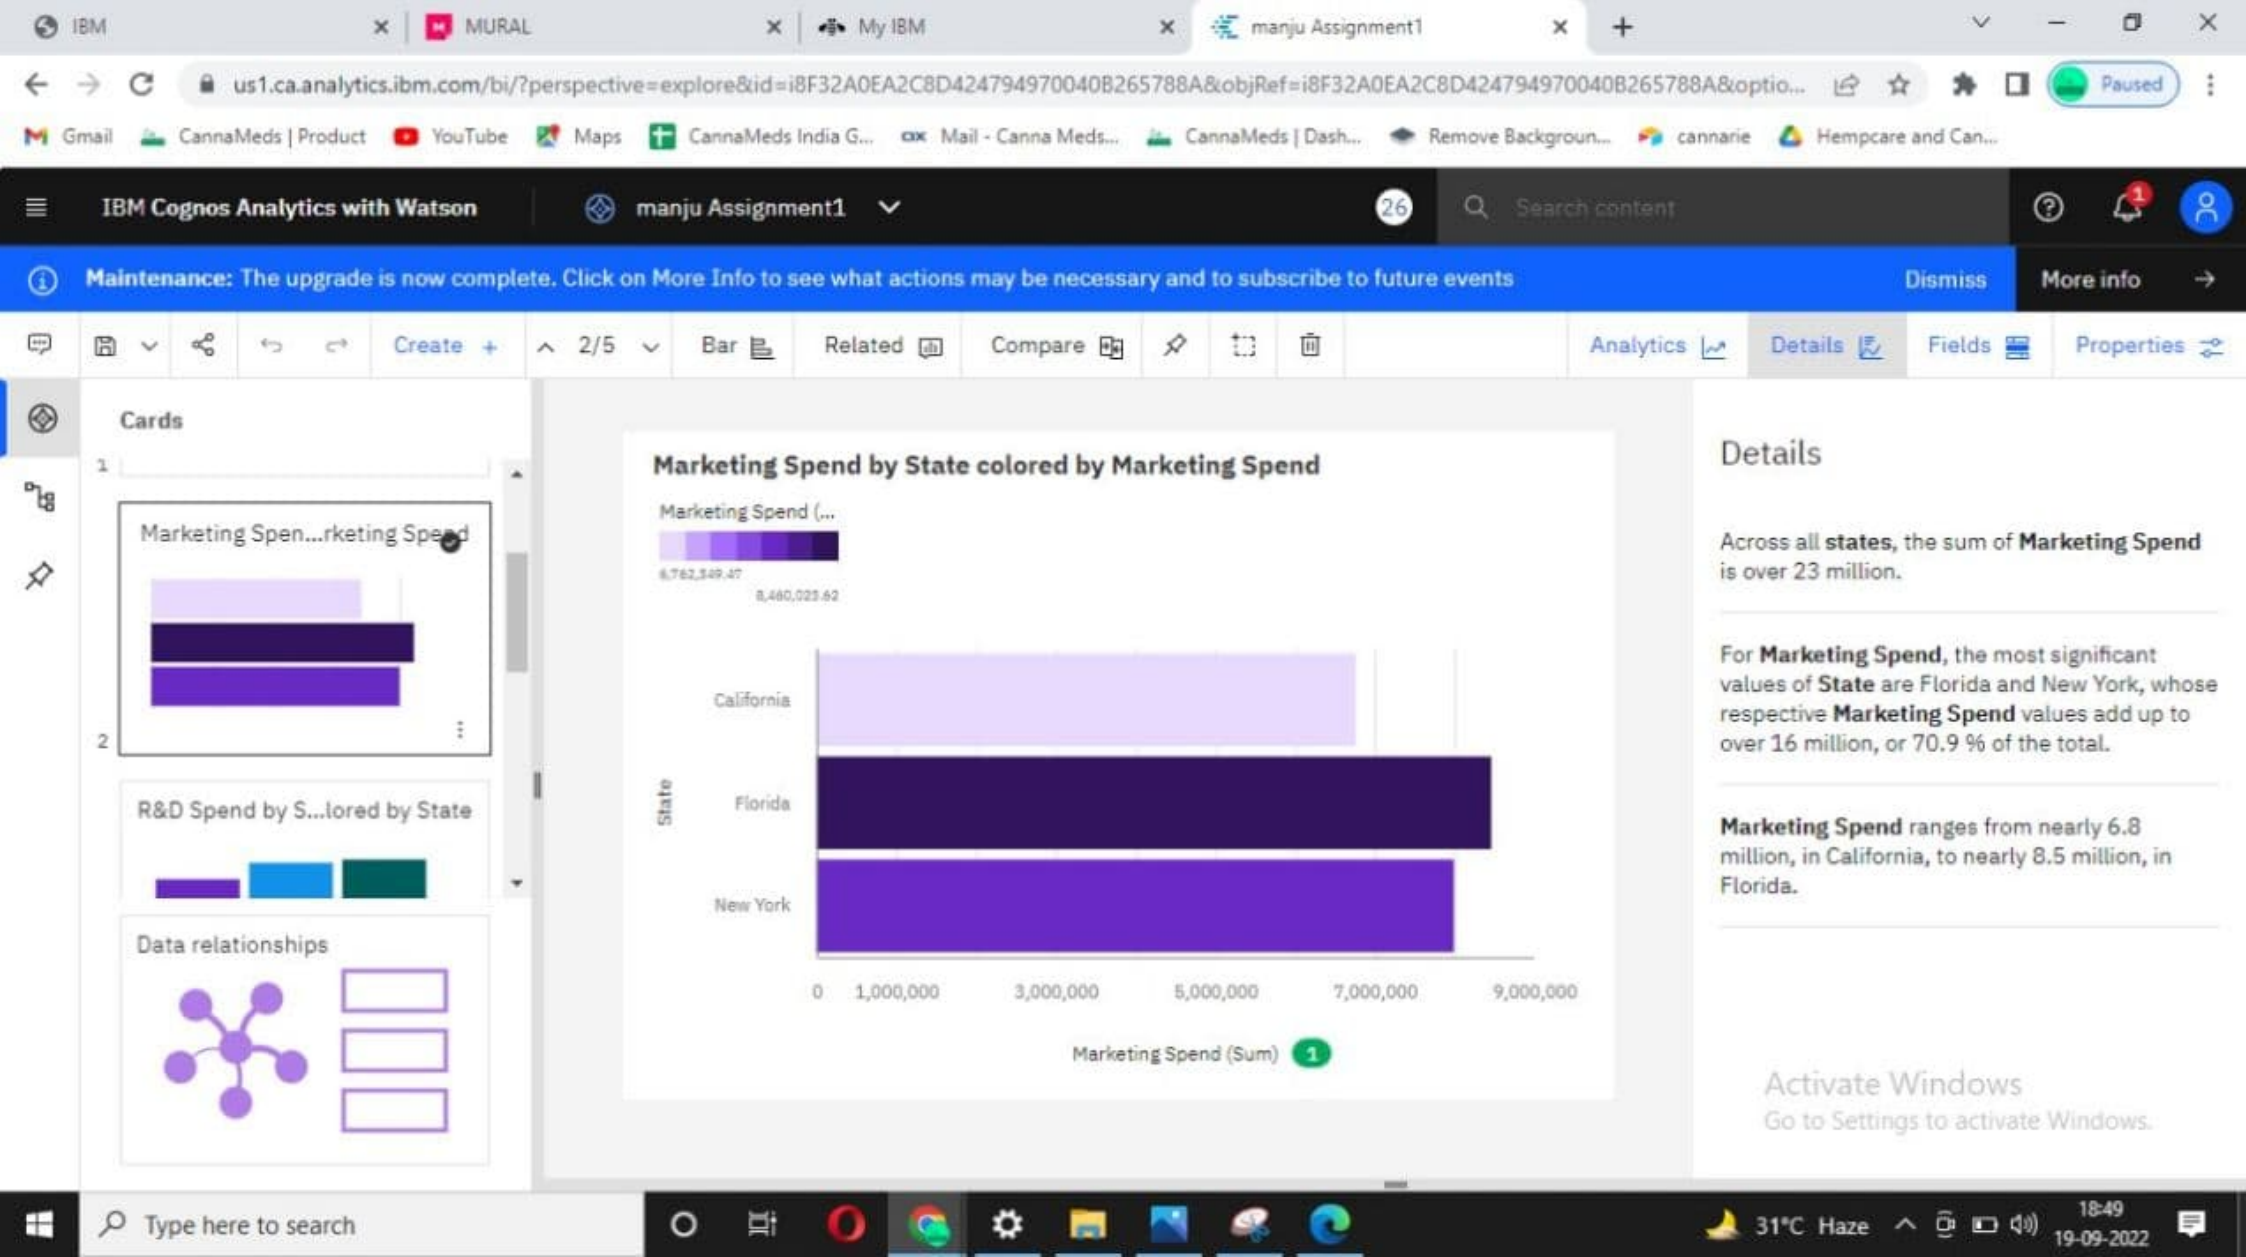 IBM
MURAL
My IBM
manju Assignment1
us1.ca.analytics.ibm.com/bi/?perspective=explore&id=i8F32A0EA2C8D424794970040B265788A&objRef=i8F32A0EA2C8D424794970040B265788A&optio...
Paused
Gmail
CannaMeds | Product
YouTube
Maps
CannaMeds India G...
Mail - Canna Meds...
CannaMeds | Dash...
Remove Backgroun...
cannarie
Hempcare and Can...
IBM Cognos Analytics with Watson
manju Assignment1
26
Search content
1
Maintenance: The upgrade is now complete. Click on More Info to see what actions may be necessary and to subscribe to future events
Dismiss
More info
Create +
2/5
Bar
Related
Compare
Analytics
Details
Fields
Properties
Cards
1
Marketing Spen...rketing Spend
2
R&D Spend by S...lored by State
Data relationships
Marketing Spend by State colored by Marketing Spend
Marketing Spend (...
6,762,349.47
8,460,023.62
State
California
Florida
New York
0
1,000,000
3,000,000
5,000,000
7,000,000
9,000,000
Marketing Spend (Sum)
1
Details
Across all states, the sum of Marketing Spend
is over 23 million.
For Marketing Spend, the most significant
values of State are Florida and New York, whose
respective Marketing Spend values add up to
over 16 million, or 70.9 % of the total.
Marketing Spend ranges from nearly 6.8
million, in California, to nearly 8.5 million, in
Florida.
Activate Windows
Go to Settings to activate Windows.
Type here to search
31°C Haze
18:49
19-09-2022